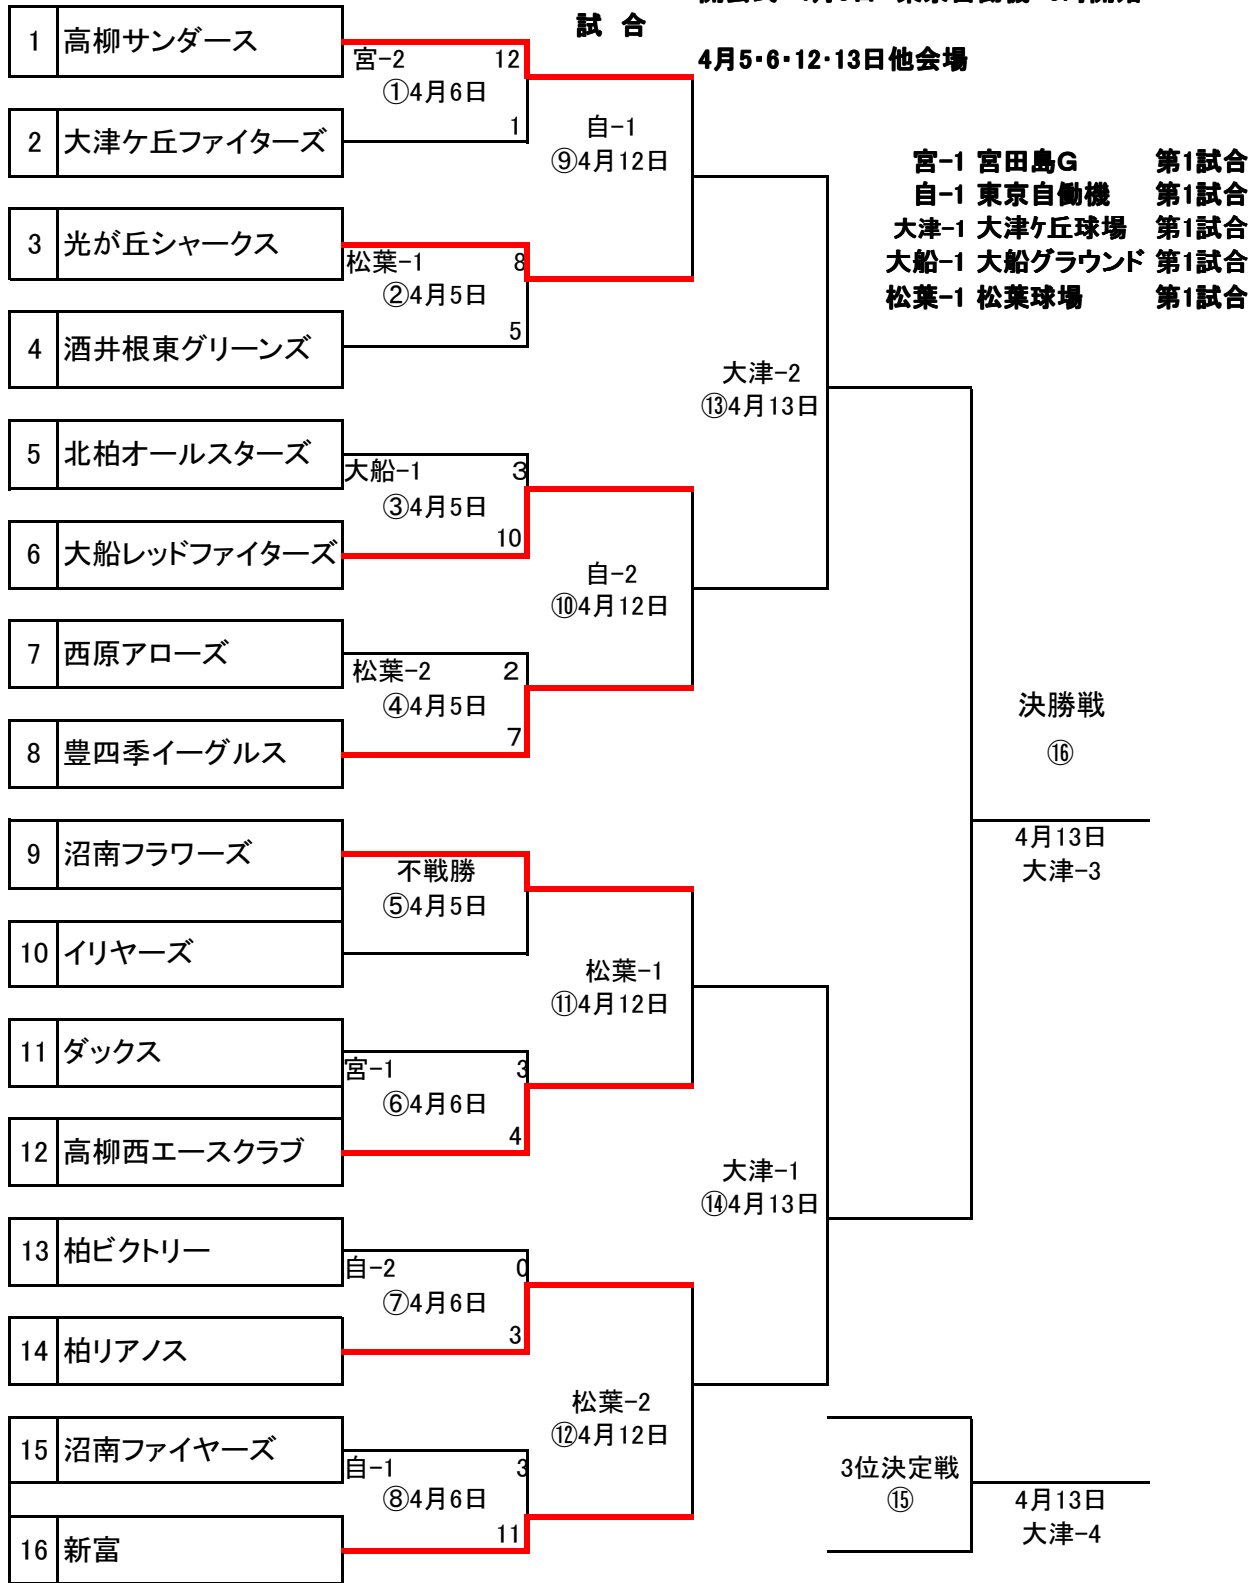 試 合
4月5・6・12・13日他会場
宮-1 宮田島G 第1試合
自-1 東京自働機 第1試合
大津-1 大津ケ丘球場 第1試合
大船-1 大船グラウンド 第1試合
松葉-1 松葉球場 第1試合
1 高柳サンダース
宮-2 12
①4月6日
1
2 大津ケ丘ファイターズ
自-1
⑨4月12日
3 光が丘シャークス
松葉-1 8
②4月5日
5
4 酒井根東グリーンズ
大津-2
⑬4月13日
5 北柏オールスターズ
大船-1 3
③4月5日
10
6 大船レッドファイターズ
自-2
⑩4月12日
7 西原アローズ
松葉-2 2
④4月5日
7
8 豊四季イーグルス
決勝戦
⑯
4月13日
大津-3
9 沼南フラワーズ
不戦勝
⑤4月5日
10 イリヤーズ
松葉-1
⑪4月12日
11 ダックス
宮-1 3
⑥4月6日
4
12 高柳西エースクラブ
大津-1
⑭4月13日
13 柏ビクトリー
自-2 0
⑦4月6日
3
14 柏リアノス
松葉-2
⑫4月12日
15 沼南ファイヤーズ
自-1 3
⑧4月6日
11
16 新富
3位決定戦
⑮
4月13日
大津-4